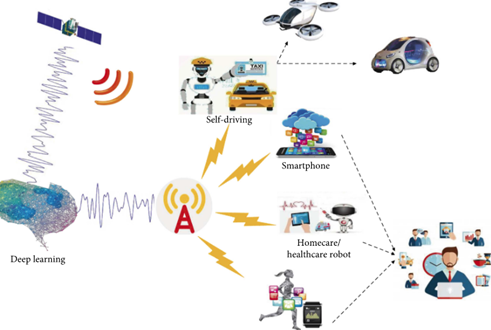 TAXI
Self-driving
Smartphone
Homecare/
healthcare robot
Deep learning